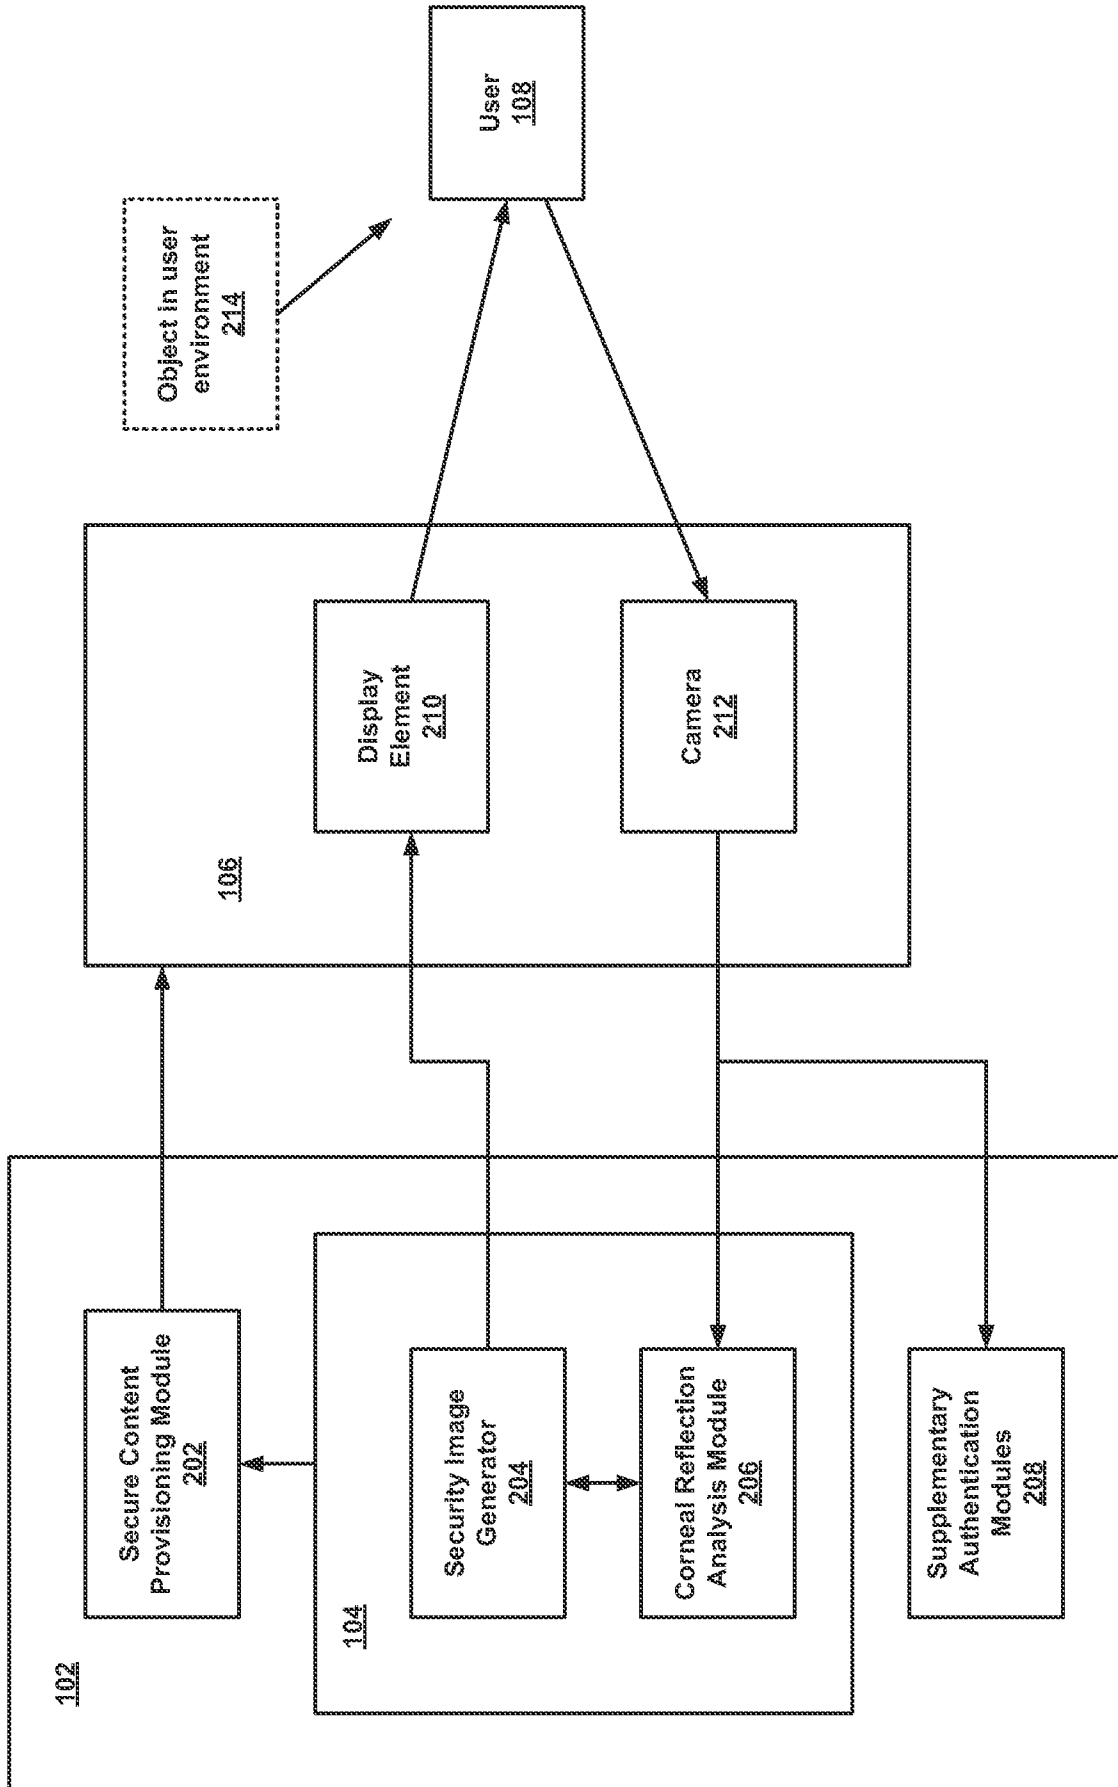 102
Secure Content
Provisioning Module
202
104
Security Image
Generator
204
Corneal Reflection
Analysis Module
206
Supplementary
Authentication
Modules
208
106
Display
Element
210
Camera
212
Object in user
environment
214
User
108